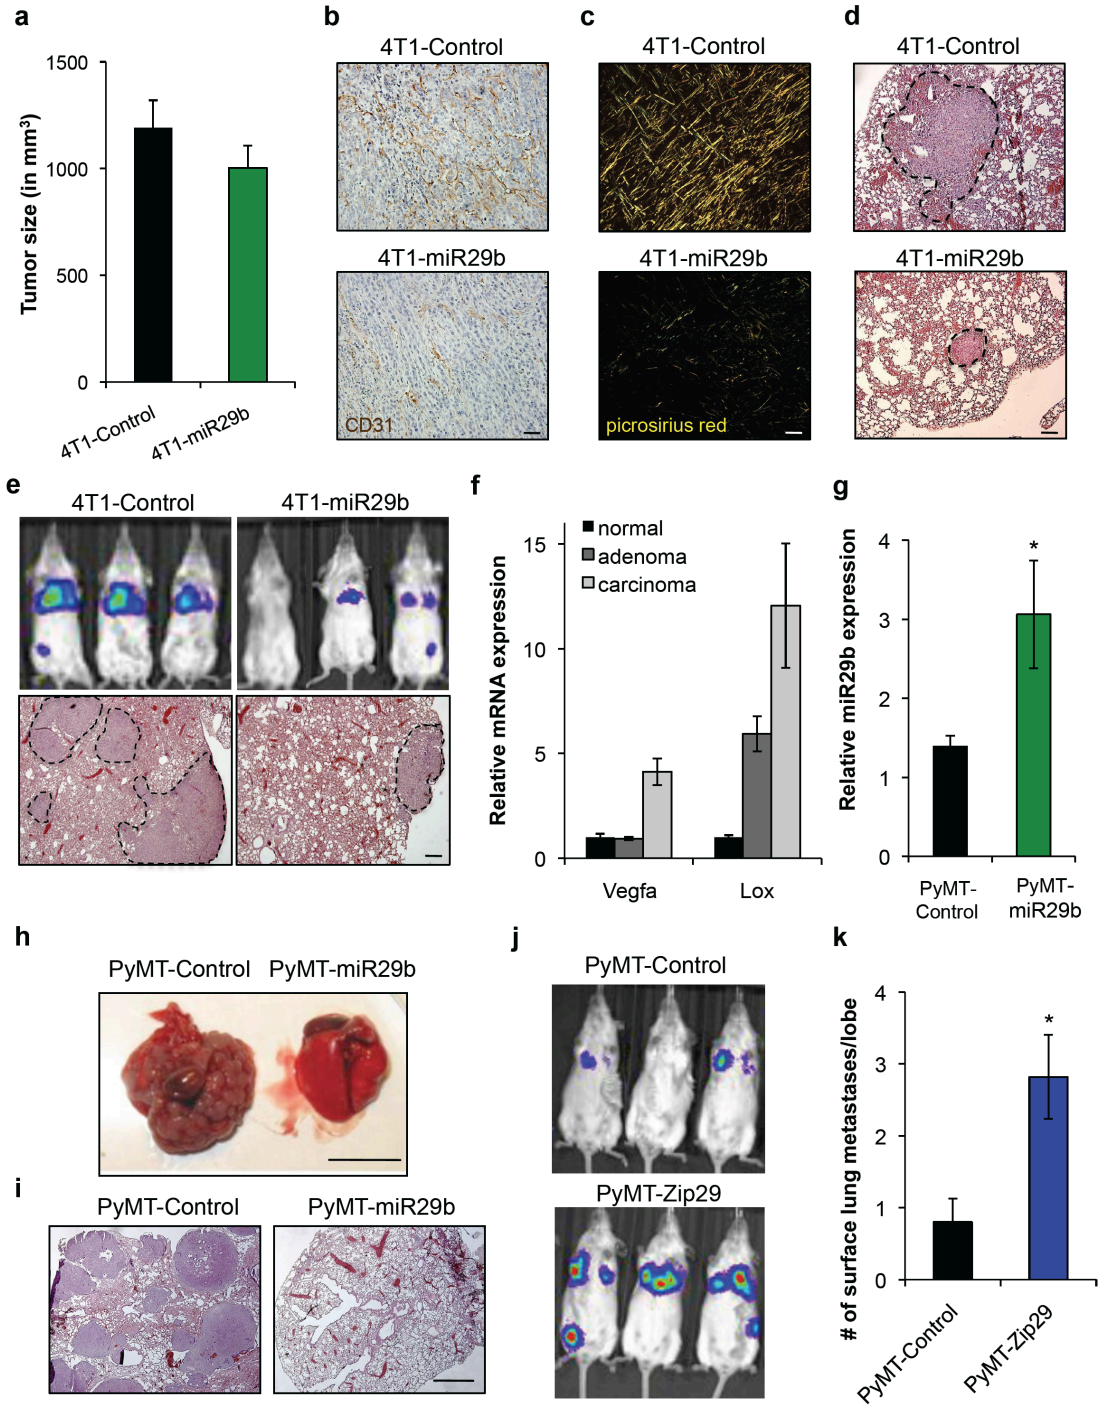 a
1500
1000
500
0
Tumor size (in mm³)
4T1-Control
4T1-miR29b
b
4T1-Control
4T1-miR29b
CD31
c
4T1-Control
4T1-miR29b
picrosirius red
d
4T1-Control
4T1-miR29b
e
4T1-Control
4T1-miR29b
f
Relative mRNA expression
15
10
5
0
normal
adenoma
carcinoma
Vegfa
Lox
g
Relative miR29b expression
4
3
2
1
0
*
PyMT-
Control
PyMT-
miR29b
h
PyMT-Control
PyMT-miR29b
i
PyMT-Control
PyMT-miR29b
j
PyMT-Control
PyMT-Zip29
k
# of surface lung metastases/lobe
4
3
2
1
0
*
PyMT-Control
PyMT-Zip29